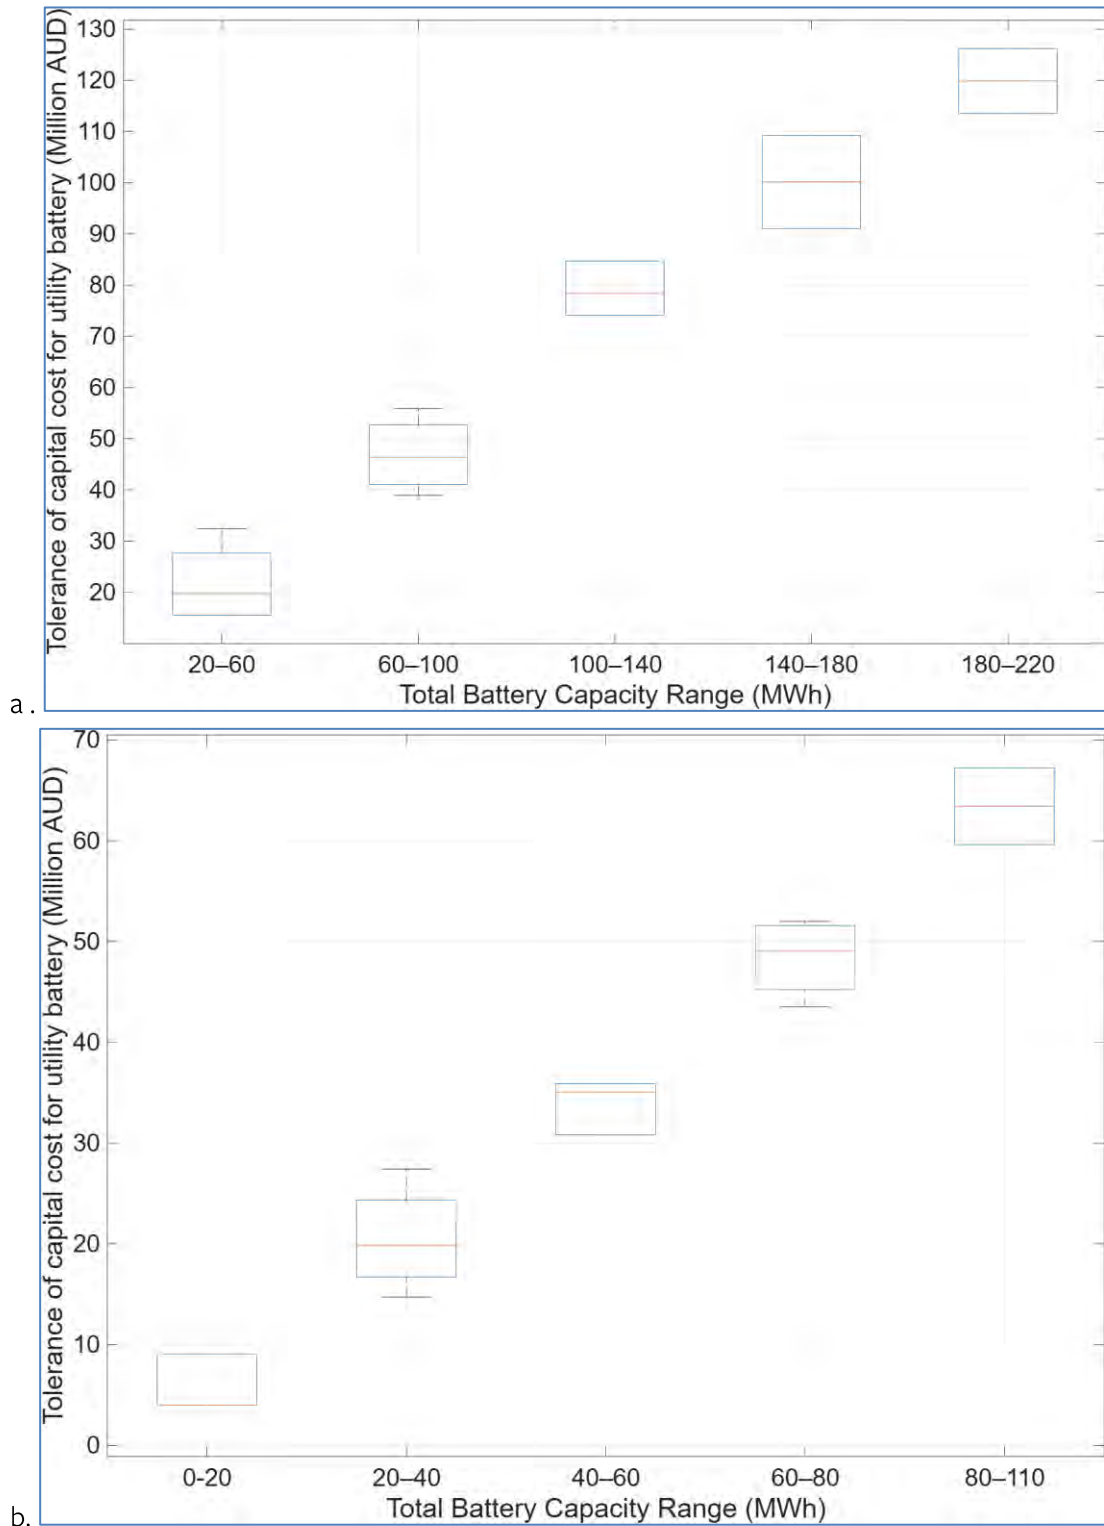 Tolerance of capital cost for utility battery (Million AUD)
130
120
110
100
90
80
70
60
50
40
30
20
20–60 60–100 100–140 140–180 180–220
Total Battery Capacity Range (MWh)
a.
Tolerance of capital cost for utility battery (Million AUD)
70
60
50
40
30
20
10
0
0-20 20–40 40–60 60–80 80–110
Total Battery Capacity Range (MWh)
b.